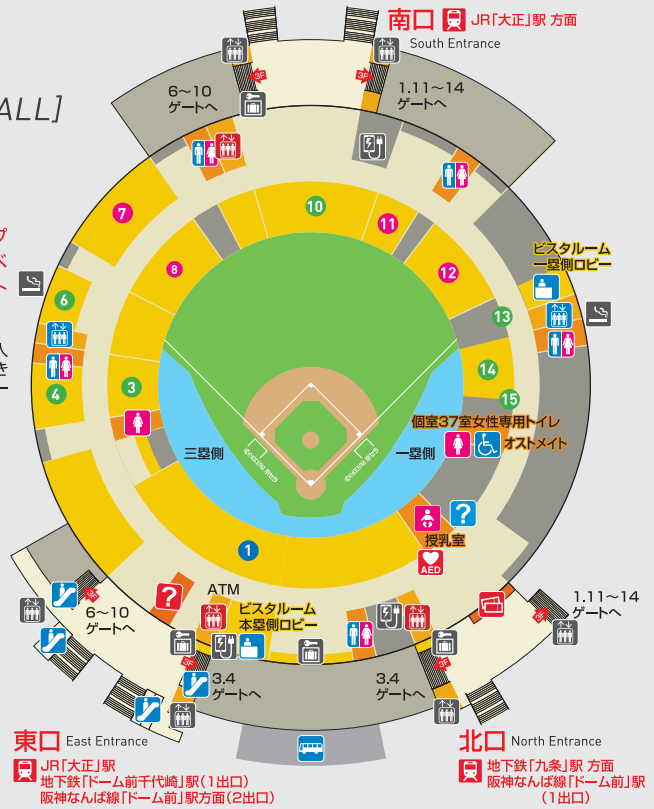 南口 JR「大正」駅 方面
South Entrance
ALL]
3F
3F
6～10
ゲートへ
1.11～14
ゲートへ
10
7
11
プ
ベ
ト
8
12
ビスタルーム
一塁側ロビー
6
13
人
き
ー
14
3
4
15
個室37室女性専用トイレ
オストメイト
三塁側
一塁側
?
授乳室
1
AED
ATM
?
3F
6～10
ゲートへ
ビスタルーム
本塁側ロビー
1.11～14
ゲートへ
3F
3F
3F
3.4
ゲートへ
3.4
ゲートへ
東口 East Entrance
JR「大正」駅
地下鉄「ドーム前千代崎」駅(1出口)
阪神なんば線「ドーム前」駅方面(2出口)
北口 North Entrance
地下鉄「九条」駅 方面
阪神なんば線「ドーム前」駅
(1出口)